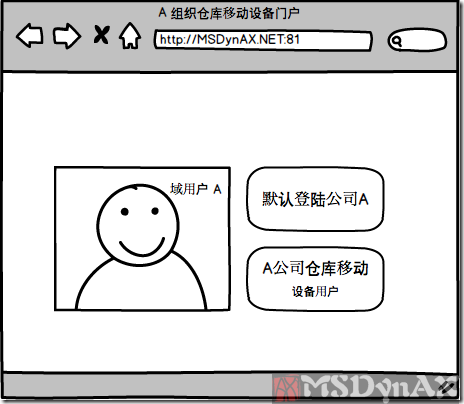 A 组织仓库移动设备门户
http://MSDynAX.NET:81
域用户 A
默认登陆公司A
A公司仓库移动
设备用户
MSDynAX